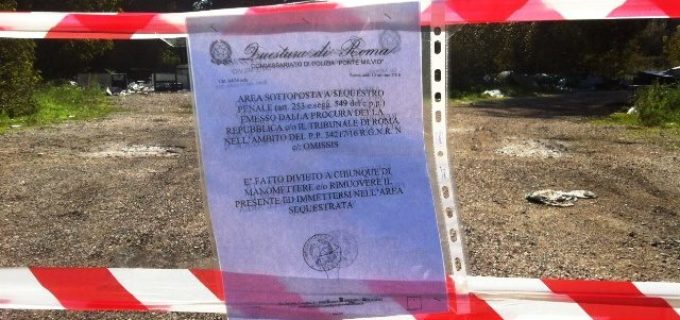 Questura di Roma
COMMISSARIATO DI POLIZIA "PONTE MILVIO"
AREA SOTTOPOSTA A SEQUESTRO
PENALE (art. 253 e segg. 549 del c.p.p.)
EMESSO DALLA PROCURA DELLA
REPUBBLICA c/o IL TRIBUNALE DI ROMA
NELL'AMBITO DEL P.P. 34217/16 R.G.N.R. N
c/: OMISSIS
E' FATTO DIVIETO A CHIUNQUE DI
MANOMETTERE e/o RIMUOVERE IL
PRESENTE ED IMMETTERSI NELL'AREA
SEQUESTRATA